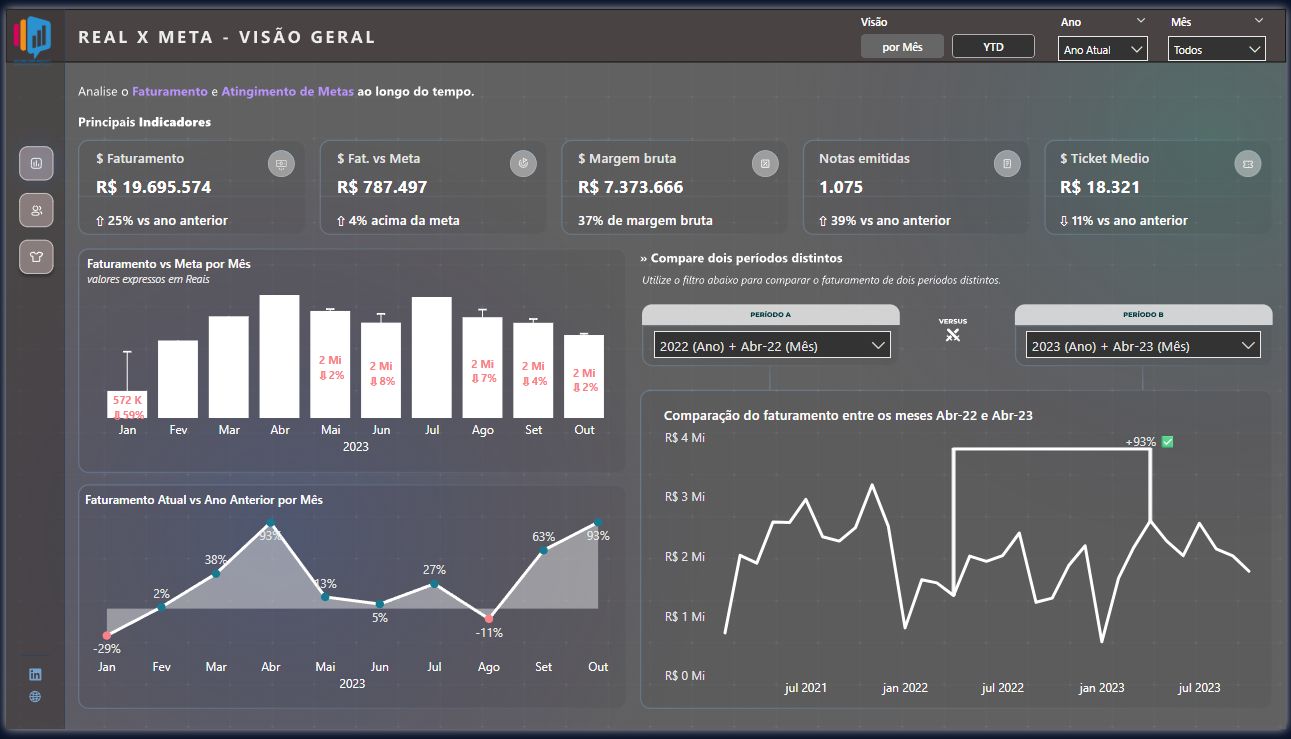 REAL X META - VISÃO GERAL
Visão
por Mês
YTD
Ano
Ano Atual
Mês
Todos
Analise o Faturamento e Atingimento de Metas ao longo do tempo.
Principais Indicadores
$ Faturamento
R$ 19.695.574
⇧ 25% vs ano anterior
$ Fat. vs Meta
R$ 787.497
⇧ 4% acima da meta
$ Margem bruta
R$ 7.373.666
37% de margem bruta
Notas emitidas
1.075
⇧ 39% vs ano anterior
$ Ticket Medio
R$ 18.321
⇩ 11% vs ano anterior
Faturamento vs Meta por Mês
valores expressos em Reais
572 K
⇩ 59%
2 Mi
⇩ 2%
2 Mi
⇩ 8%
2 Mi
⇩ 7%
2 Mi
⇩ 4%
2 Mi
⇩ 2%
Jan Fev Mar Abr Mai Jun Jul Ago Set Out
2023
Faturamento Atual vs Ano Anterior por Mês
-29% 2% 38% 93% 13% 5% 27% -11% 63% 93%
Jan Fev Mar Abr Mai Jun Jul Ago Set Out
2023
» Compare dois períodos distintos
Utilize o filtro abaixo para comparar o faturamento de dois periodos distintos.
PERÍODO A
2022 (Ano) + Abr-22 (Mês)
VERSUS
PERÍODO B
2023 (Ano) + Abr-23 (Mês)
Comparação do faturamento entre os meses Abr-22 e Abr-23
R$ 4 Mi
+93% ✅
R$ 3 Mi
R$ 2 Mi
R$ 1 Mi
R$ 0 Mi
jul 2021 jan 2022 jul 2022 jan 2023 jul 2023
in